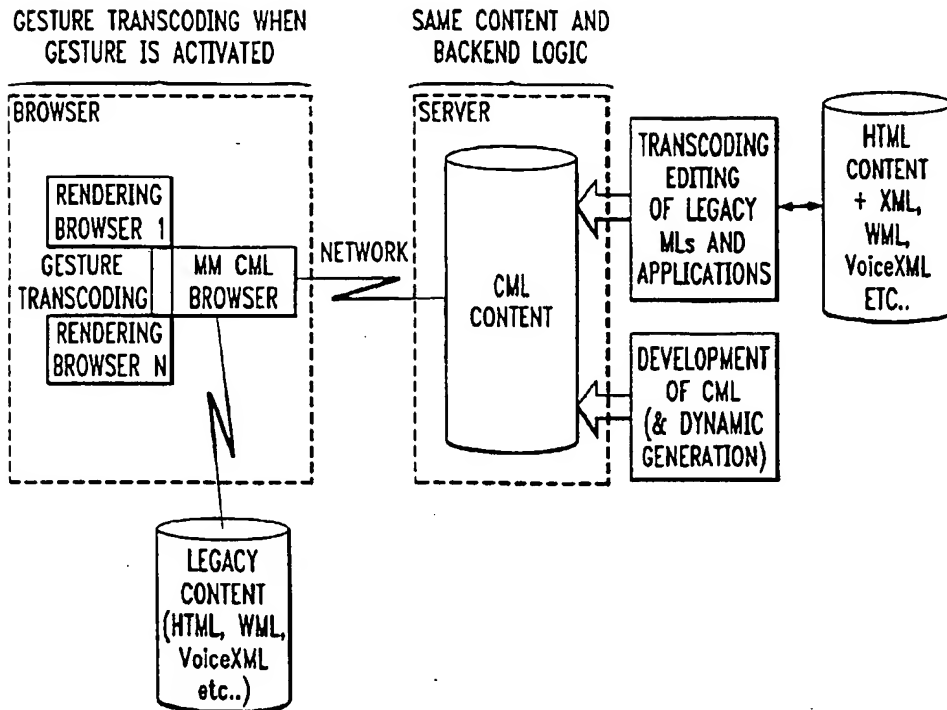 GESTURE TRANSCODING WHEN
GESTURE IS ACTIVATED
SAME CONTENT AND
BACKEND LOGIC
BROWSER
RENDERING
BROWSER 1
GESTURE
TRANSCODING
MM CML
BROWSER
RENDERING
BROWSER N
NETWORK
SERVER
CML
CONTENT
TRANSCODING
EDITING
OF LEGACY
MLs AND
APPLICATIONS
HTML
CONTENT
+ XML,
WML,
VoiceXML
ETC..
DEVELOPMENT
OF CML
(& DYNAMIC
GENERATION)
LEGACY
CONTENT
(HTML, WML,
VoiceXML
etc..)